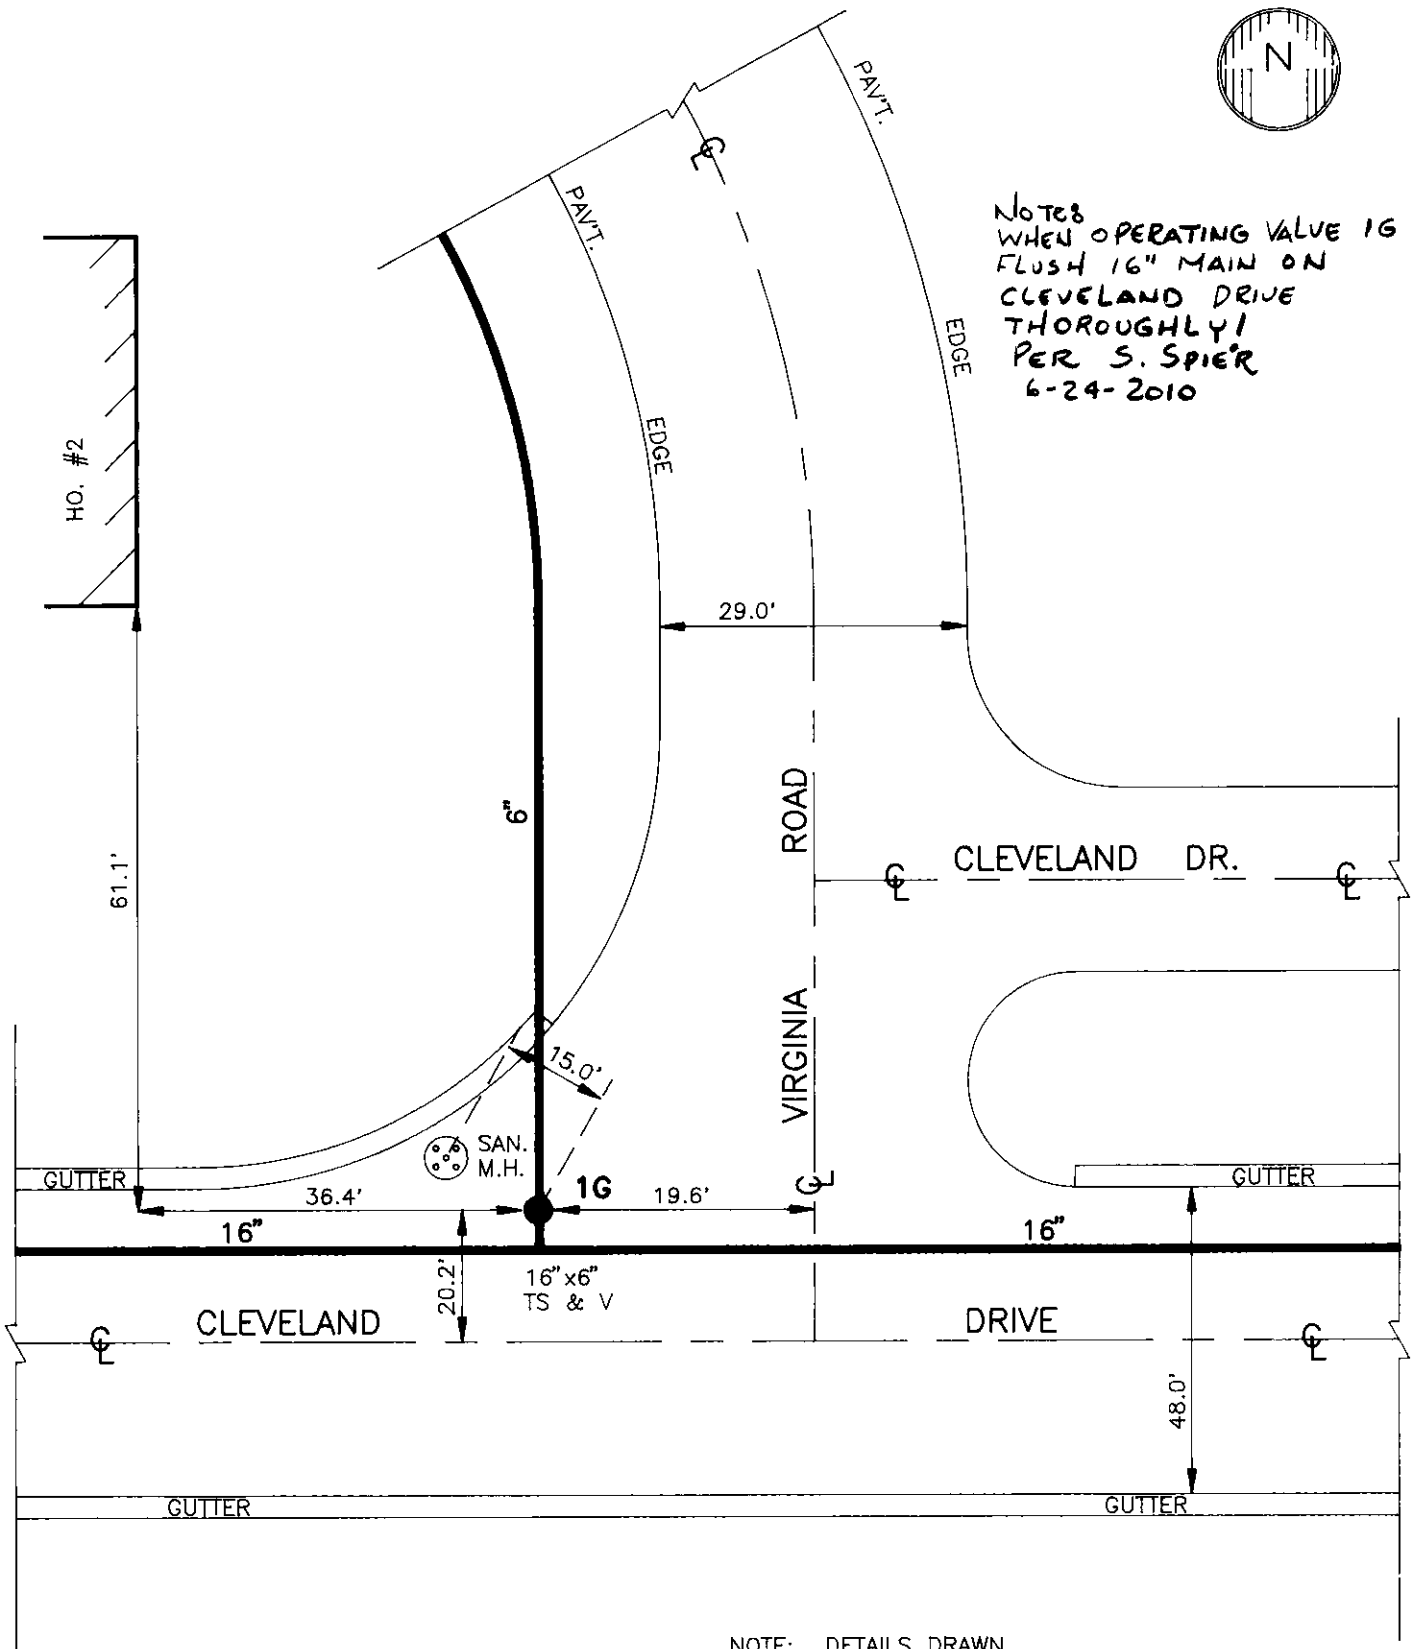 N
PAV'T.
PAV'T.
℄
NOTE:
WHEN OPERATING VALVE 1G
FLUSH 16" MAIN ON
CLEVELAND DRIVE
THOROUGHLY!
PER S. SPIER
6-24-2010
EDGE
EDGE
HO. #2
29.0'
6"
ROAD
61.1'
CLEVELAND DR.
℄
℄
VIRGINIA
15.0'
SAN.
M.H.
GUTTER
GUTTER
36.4'
1G
19.6'
℄
16"
16"
20.2'
16"x6"
TS & V
CLEVELAND
DRIVE
℄
℄
48.0'
GUTTER
GUTTER
NOTE: DETAILS DRAWN